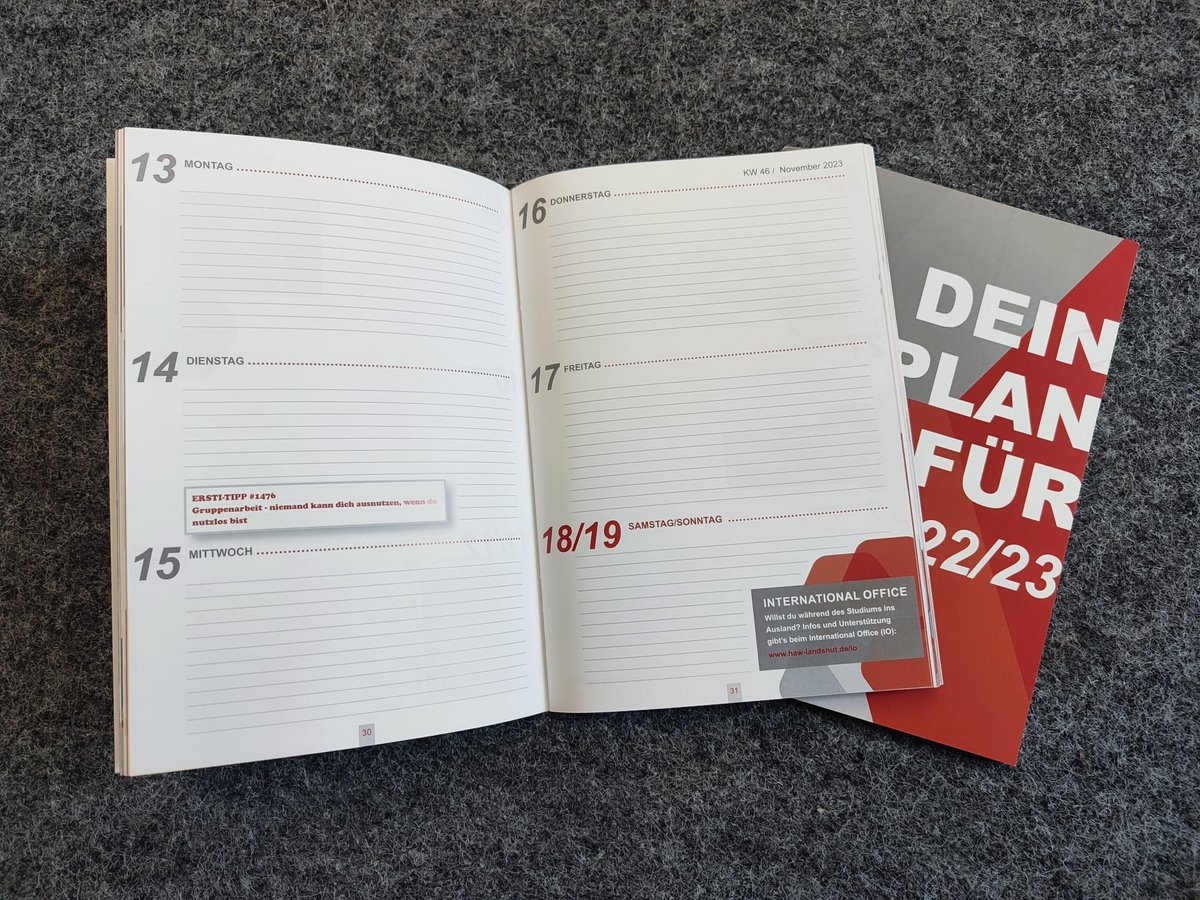 13 MONTAG
14 DIENSTAG
ERSTI-TIPP #1476
Gruppenarbeit - niemand kann dich ausnutzen, wenn du
nutzlos bist
15 MITTWOCH
30
KW 46 / November 2023
16 DONNERSTAG
17 FREITAG
18/19 SAMSTAG/SONNTAG
INTERNATIONAL OFFICE
Willst du während des Studiums ins
Ausland? Infos und Unterstützung
gibt's beim International Office (IO):
www.haw-landshut.de/io
31
DEIN
PLAN
FÜR
22/23